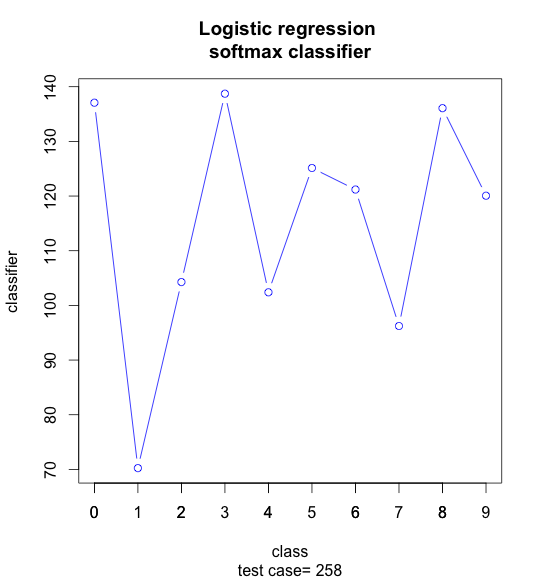 Logistic regression
softmax classifier
140
130
120
110
100
90
80
70
classifier
0 1 2 3 4 5 6 7 8 9
class
test case= 258